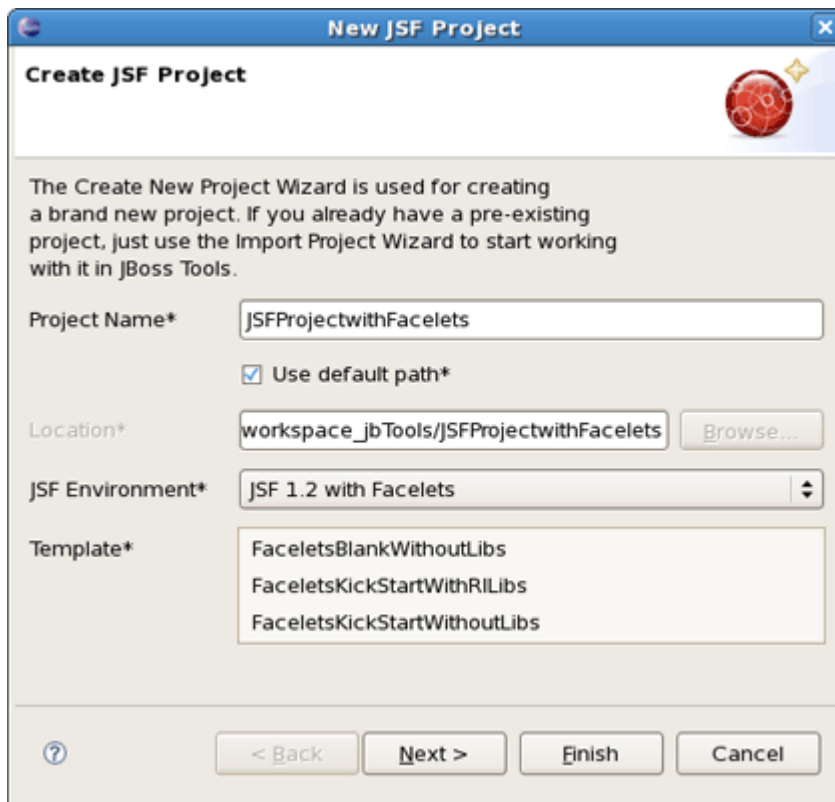 New JSF Project
Create JSF Project
The Create New Project Wizard is used for creating
a brand new project. If you already have a pre-existing
project, just use the Import Project Wizard to start working
with it in JBoss Tools.
Project Name* JSFProjectwithFacelets
Use default path*
Location* workspace_jbTools/JSFProjectwithFacelets Browse...
JSF Environment* JSF 1.2 with Facelets
Template* FaceletsBlankWithoutLibs
FaceletsKickStartWithRILibs
FaceletsKickStartWithoutLibs
? < Back Next > Finish Cancel